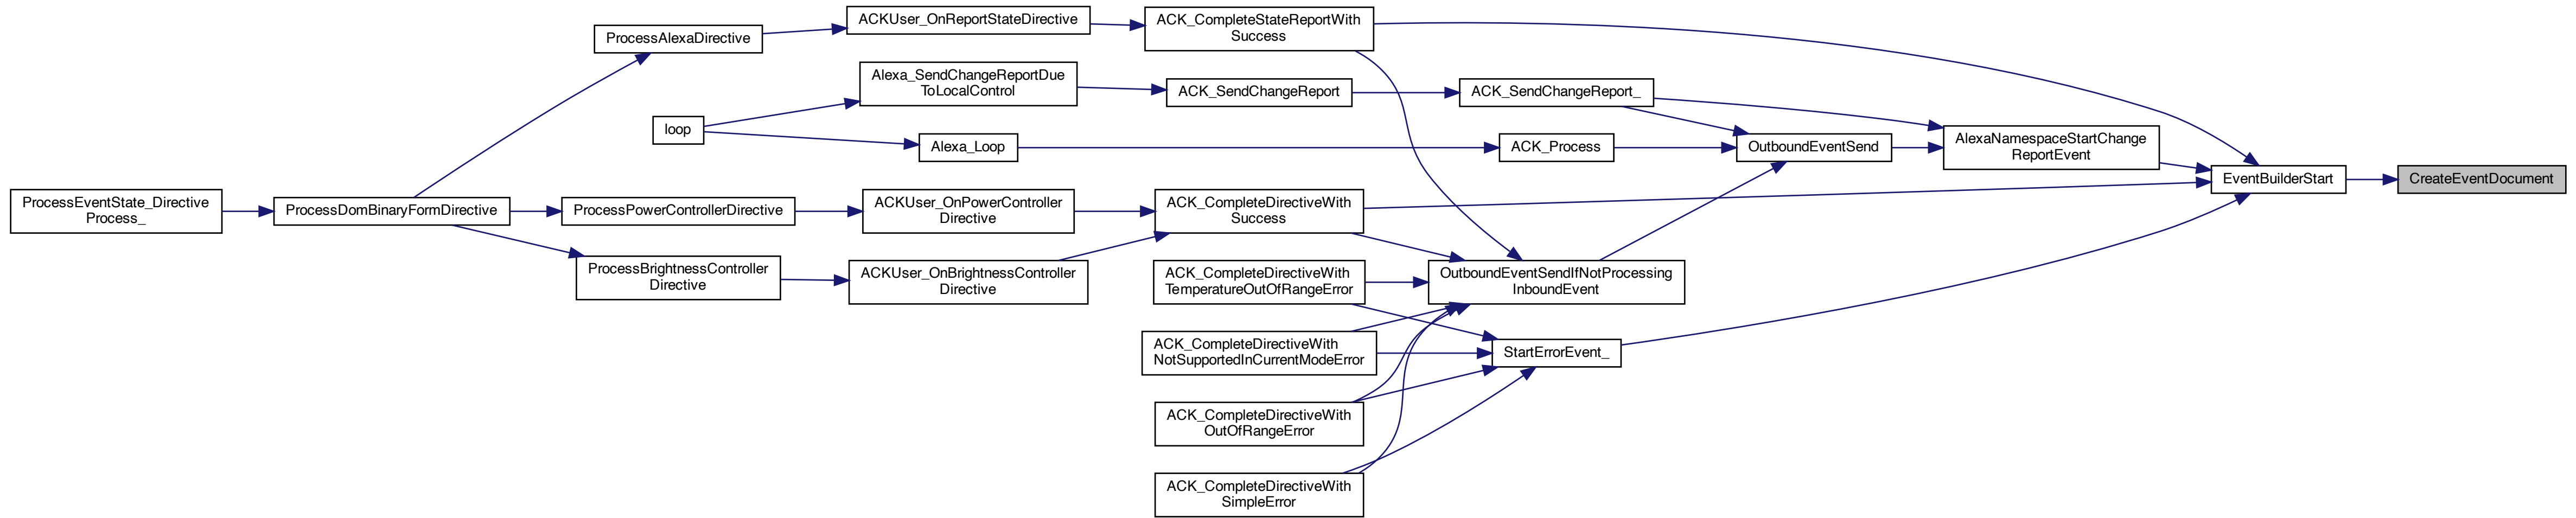 ProcessAlexaDirective
ACKUser_OnReportStateDirective
ACK_CompleteStateReportWith
Success
Alexa_SendChangeReportDue
ToLocalControl
ACK_SendChangeReport
ACK_SendChangeReport_
loop
Alexa_Loop
ACK_Process
OutboundEventSend
AlexaNamespaceStartChange
ReportEvent
EventBuilderStart
CreateEventDocument
ProcessEventState_Directive
Process_
ProcessDomBinaryFormDirective
ProcessPowerControllerDirective
ACKUser_OnPowerController
Directive
ACK_CompleteDirectiveWith
Success
ProcessBrightnessController
Directive
ACKUser_OnBrightnessController
Directive
ACK_CompleteDirectiveWith
TemperatureOutOfRangeError
OutboundEventSendIfNotProcessing
InboundEvent
ACK_CompleteDirectiveWith
NotSupportedInCurrentModeError
StartErrorEvent_
ACK_CompleteDirectiveWith
OutOfRangeError
ACK_CompleteDirectiveWith
SimpleError